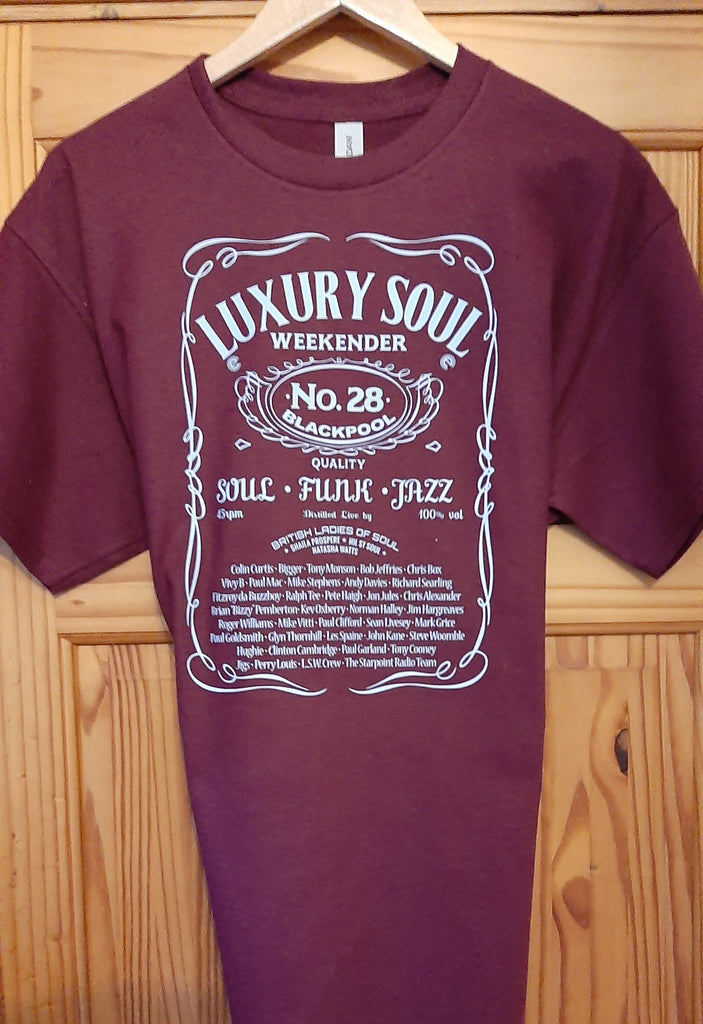 LUXURY SOUL
WEEKENDER
·No. 28·
BLACKPOOL
QUALITY
SOUL · FUNK · JAZZ
45rpm Distilled Live by 100% vol
BRITISH LADIES OF SOUL
★ SHAILA PROSPERE ★ HIL ST SOUL ★
NATASHA WATTS
Colin Curtis · Bigger · Tony Monson · Bob Jeffries · Chris Box
Vivy B · Paul Mac · Mike Stephens · Andy Davies · Richard Searling
Fitzroy da Buzzboy · Ralph Tee · Pete Haigh · Jon Jules · Chris Alexander
Brian 'Bizzy' Pemberton · Kev Oxberry · Norman Halley · Jim Hargreaves
Roger Williams · Mike Vitti · Paul Clifford · Sean Livesey · Mark Grice
Paul Goldsmith · Glyn Thornhill · Les Spaine · John Kane · Steve Woomble
Hughie · Clinton Cambridge · Paul Garland · Tony Cooney
Jigs · Perry Louis · L.S.W. Crew · The Starpoint Radio Team